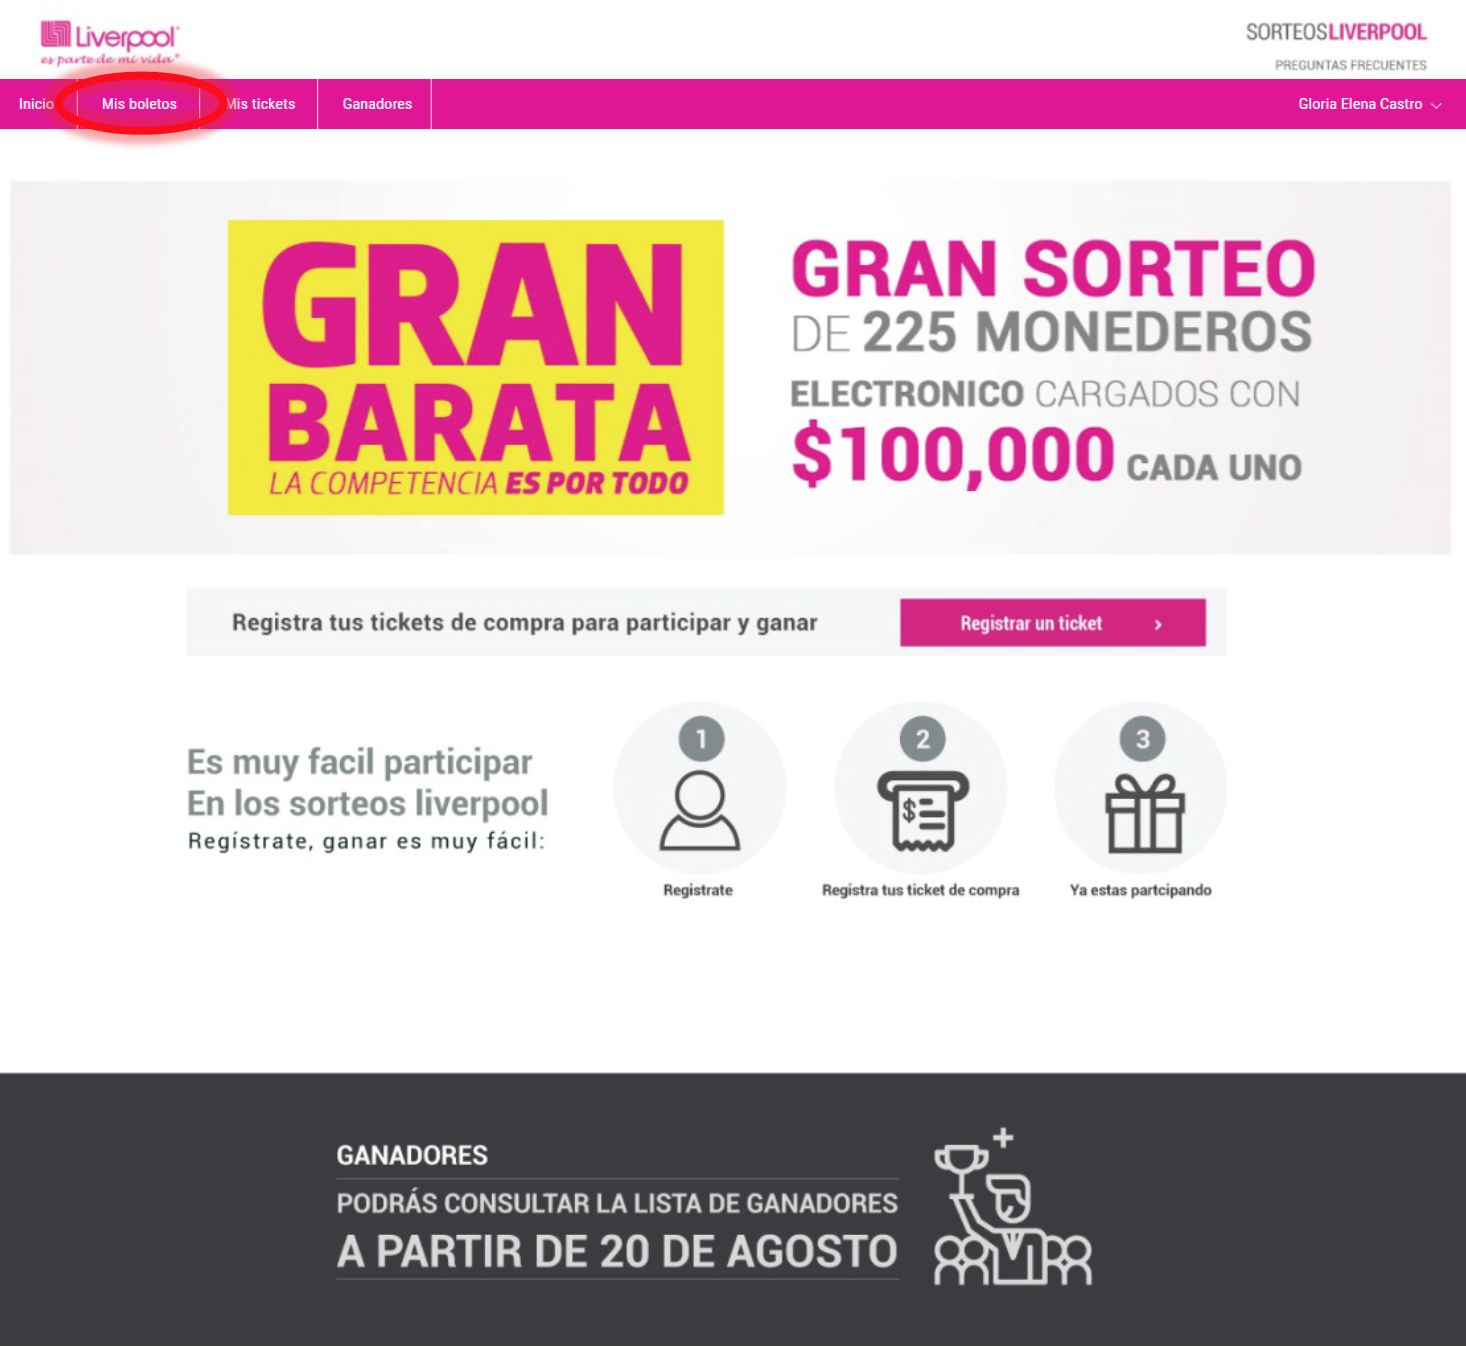 Liverpool
es parte de mi vida
SORTEOSLIVERPOOL
PREGUNTAS FRECUENTES
Inicio
Mis boletos
Mis tickets
Ganadores
Gloria Elena Castro
GRAN
BARATA
LA COMPETENCIA ES POR TODO
GRAN SORTEO
DE 225 MONEDEROS
ELECTRONICO CARGADOS CON
$100,000 CADA UNO
Registra tus tickets de compra para participar y ganar
Registrar un ticket
Es muy facil participar
En los sorteos liverpool
Regístrate, ganar es muy fácil:
1
Registrate
2
$
Registra tus ticket de compra
3
Ya estas partcipando
GANADORES
PODRÁS CONSULTAR LA LISTA DE GANADORES
A PARTIR DE 20 DE AGOSTO